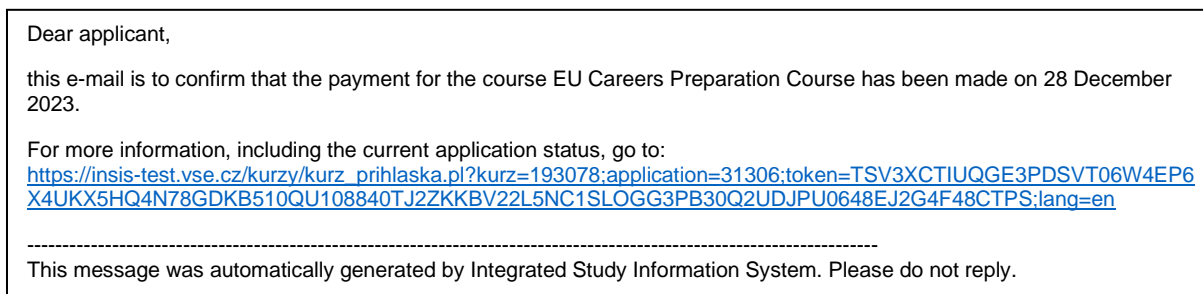 Dear applicant,
this e-mail is to confirm that the payment for the course EU Careers Preparation Course has been made on 28 December
2023.
For more information, including the current application status, go to:
https://insis-test.vse.cz/kurzy/kurz_prihlaska.pl?kurz=193078;application=31306;token=TSV3XCTIUQGE3PDSVT06W4EP6
X4UKX5HQ4N78GDKB510QU108840TJ2ZKKBV22L5NC1SLOGG3PB30Q2UDJPU0648EJ2G4F48CTPS;lang=en
--------------------------------------------------------------------------------------------------------------------------
This message was automatically generated by Integrated Study Information System. Please do not reply.